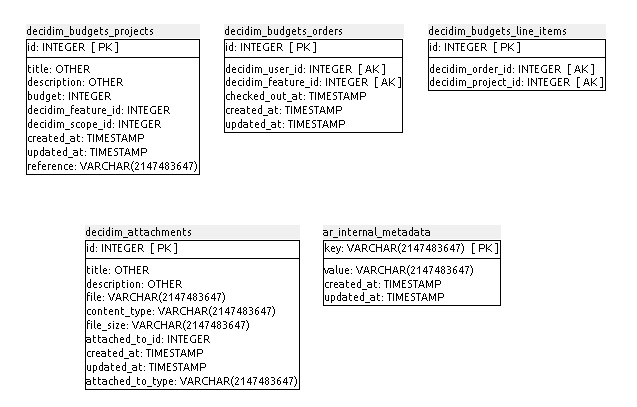 decidim_budgets_projects
id: INTEGER [ PK ]
title: OTHER
description: OTHER
budget: INTEGER
decidim_feature_id: INTEGER
decidim_scope_id: INTEGER
created_at: TIMESTAMP
updated_at: TIMESTAMP
reference: VARCHAR(2147483647)
decidim_budgets_orders
id: INTEGER [ PK ]
decidim_user_id: INTEGER [ AK ]
decidim_feature_id: INTEGER [ AK ]
checked_out_at: TIMESTAMP
created_at: TIMESTAMP
updated_at: TIMESTAMP
decidim_budgets_line_items
id: INTEGER [ PK ]
decidim_order_id: INTEGER [ AK ]
decidim_project_id: INTEGER [ AK ]
decidim_attachments
id: INTEGER [ PK ]
title: OTHER
description: OTHER
file: VARCHAR(2147483647)
content_type: VARCHAR(2147483647)
file_size: VARCHAR(2147483647)
attached_to_id: INTEGER
created_at: TIMESTAMP
updated_at: TIMESTAMP
attached_to_type: VARCHAR(2147483647)
ar_internal_metadata
key: VARCHAR(2147483647) [ PK ]
value: VARCHAR(2147483647)
created_at: TIMESTAMP
updated_at: TIMESTAMP